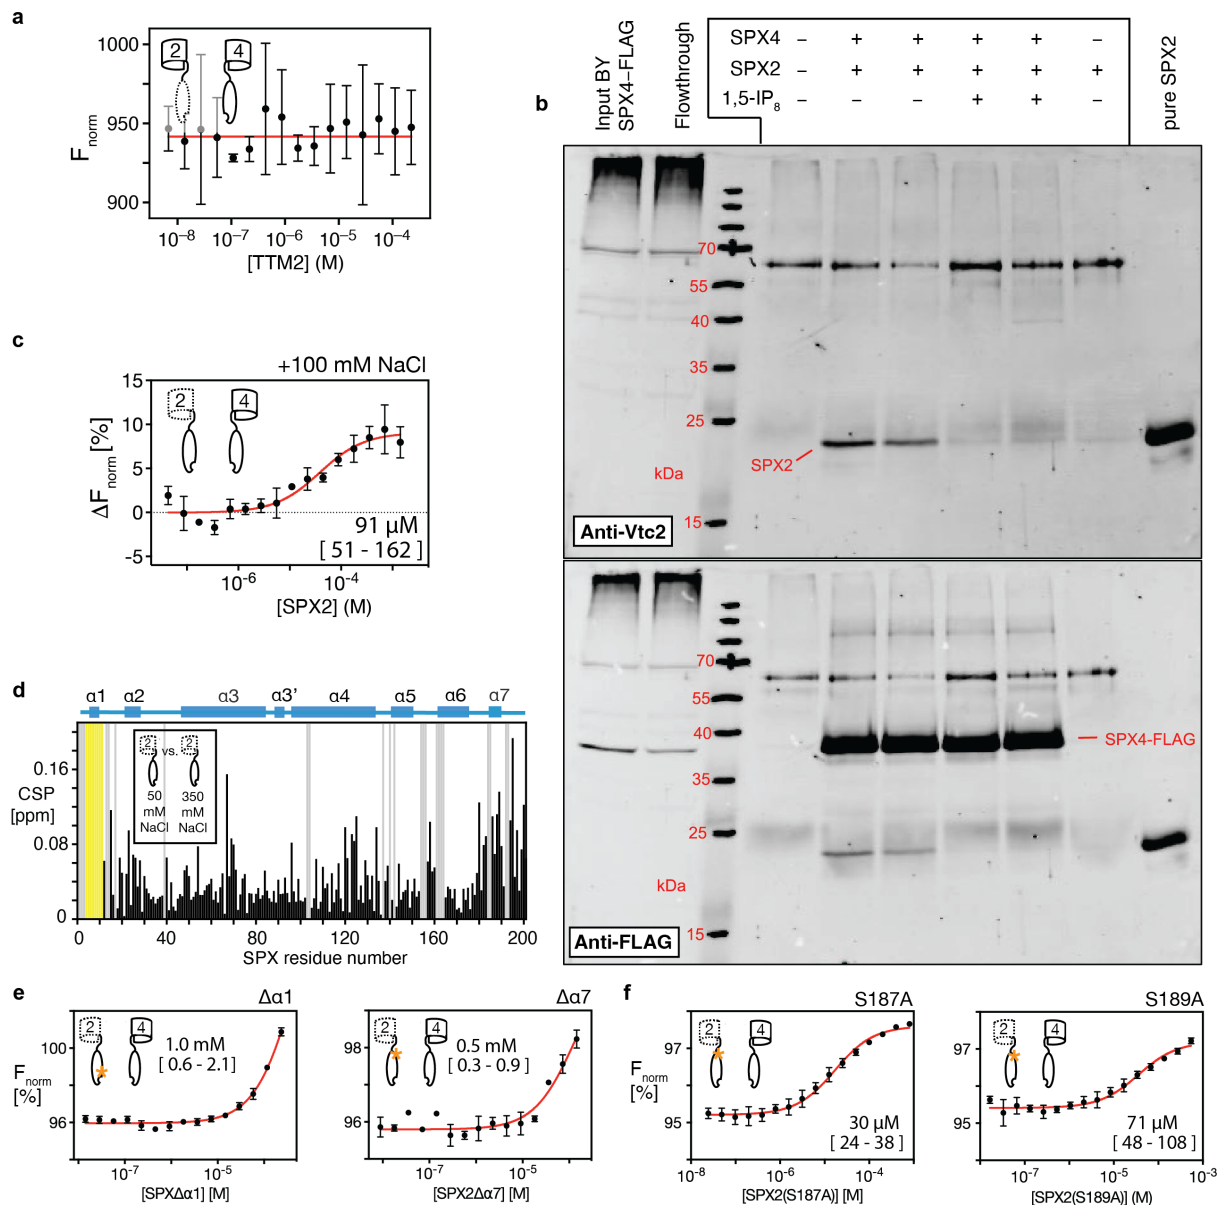 a
1000
950
900
F norm
2
4
10–8
10–7
10–6
10–5
10–4
[TTM2] (M)
b
Input BY
SPX4–FLAG
Flowthrough
SPX4 – + + + + –
SPX2 – + + + + +
1,5-IP8 – – – + + –
pure SPX2
70
55
40
35
25
15
SPX2
kDa
Anti-Vtc2
70
55
40
35
25
15
SPX4-FLAG
kDa
Anti-FLAG
c
+100 mM NaCl
15
10
5
0
-5
ΔFnorm [%]
2
4
91 µM
[ 51 - 162 ]
10–6
10–4
[SPX2] (M)
d
α1 α2 α3 α3' α4 α5 α6 α7
0.16
CSP
[ppm]
0.08
0
2 vs. 2
50 350
mM mM
NaCl NaCl
0 40 80 120 160 200
SPX residue number
e
Δα1
100
96
Fnorm
[%]
2
4
1.0 mM
[ 0.6 - 2.1 ]
10-7
10-5
[SPXΔα1] [M]
Δα7
98
96
2
4
0.5 mM
[ 0.3 - 0.9 ]
10-7
10-5
[SPX2Δα7] [M]
f
S187A
97
95
Fnorm
[%]
2
4
30 µM
[ 24 - 38 ]
10-8
10-6
10-4
[SPX2(S187A)] [M]
S189A
97
95
2
4
71 µM
[ 48 - 108 ]
10-7
10-5
10-3
[SPX2(S189A)] (M)